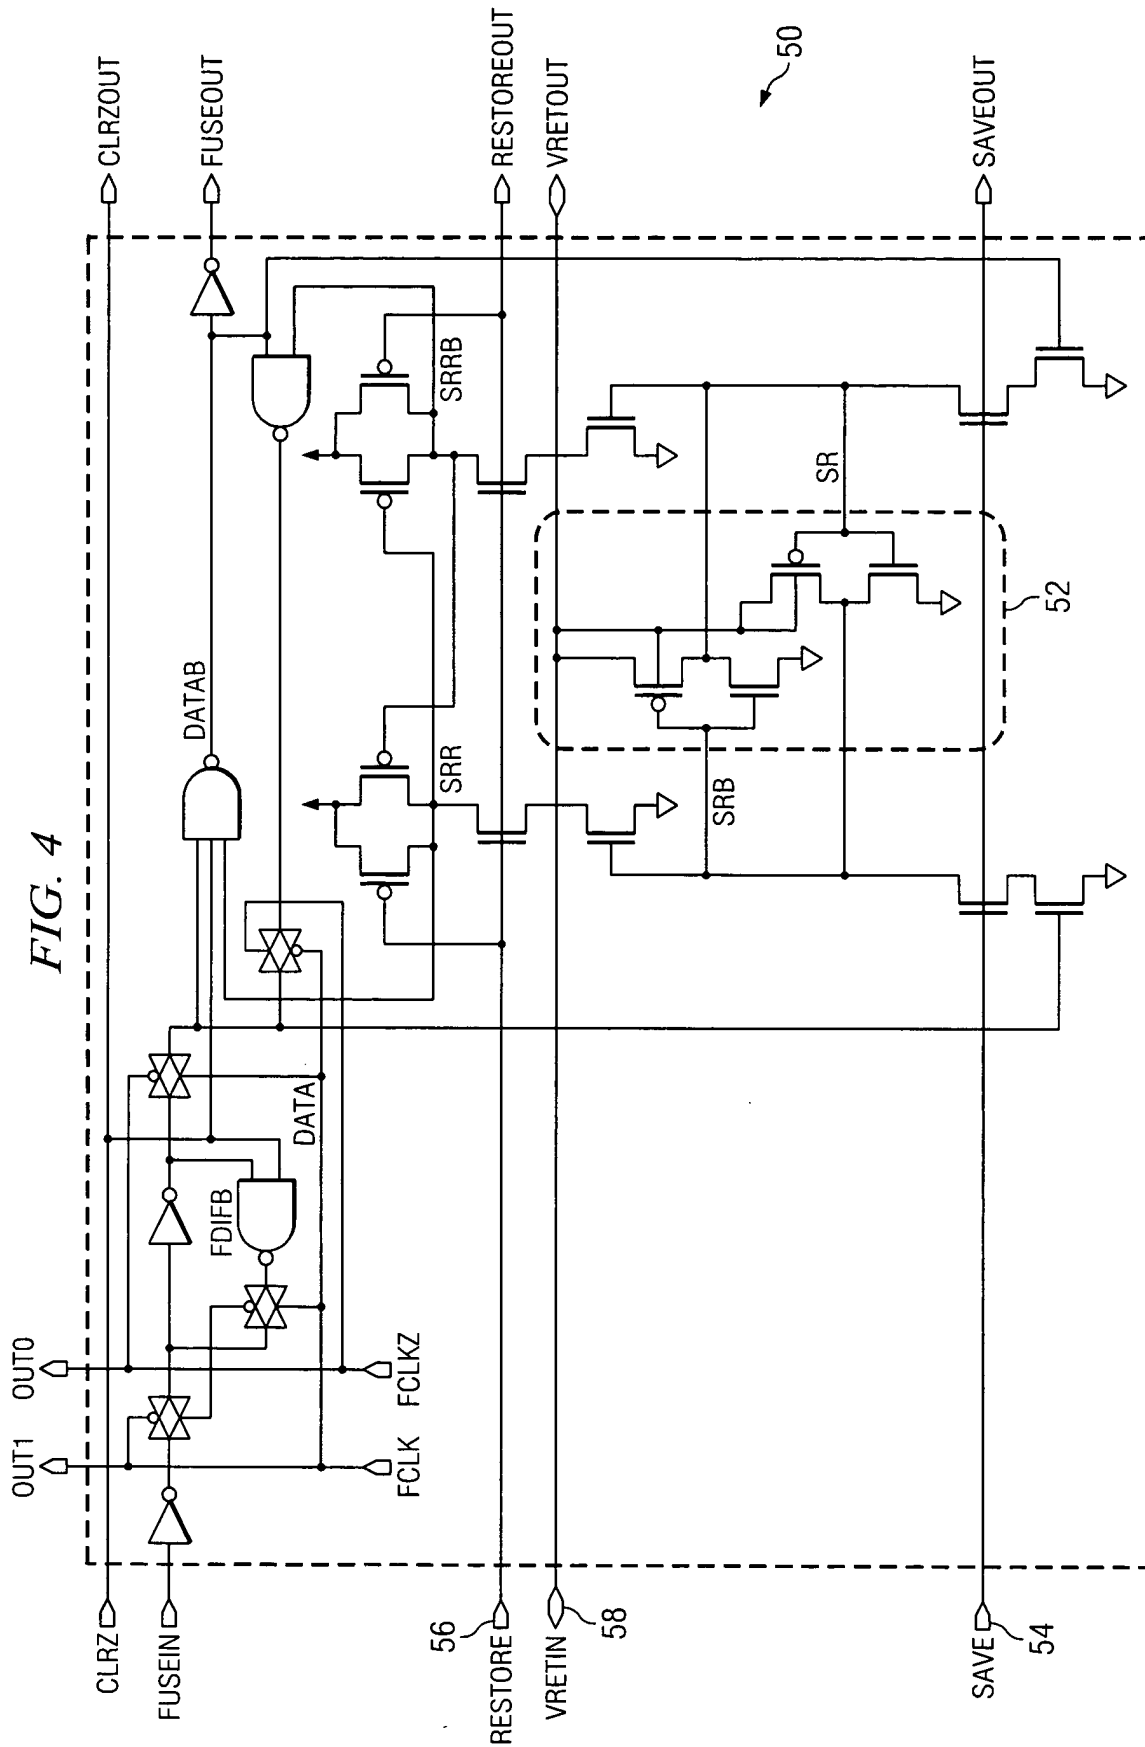 FIG. 4
CLRZ
FUSEIN
OUT1
OUT0
FCLK
FCLKZ
FDIFB
DATA
DATAB
CLRZOUT
FUSEOUT
SRR
SRRB
RESTORE
56
RESTOREOUT
VRETIN
58
VRETOUT
50
SRB
SR
52
SAVE
54
SAVEOUT